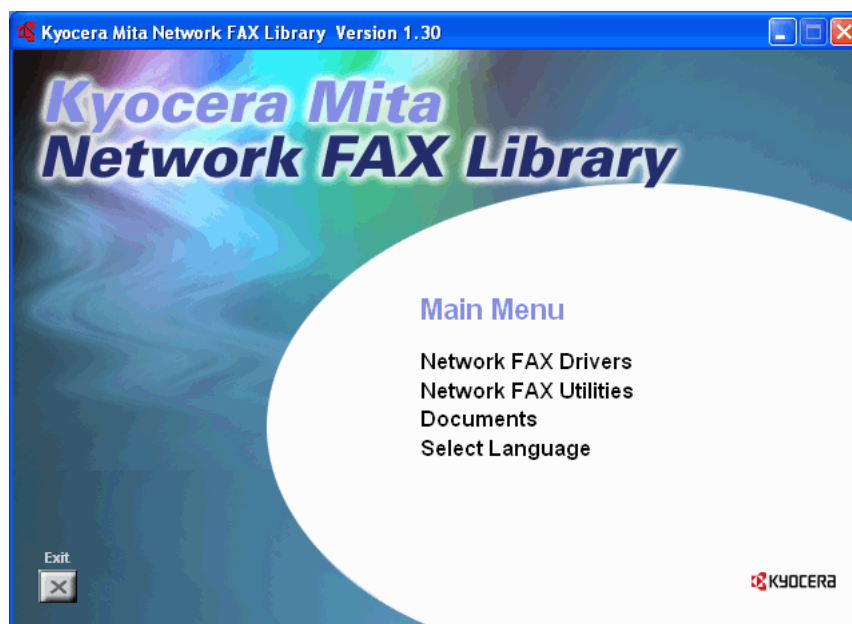 Kyocera Mita Network FAX Library Version 1.30
Kyocera Mita
Network FAX Library
Main Menu
Network FAX Drivers
Network FAX Utilities
Documents
Select Language
Exit
KYOCERA